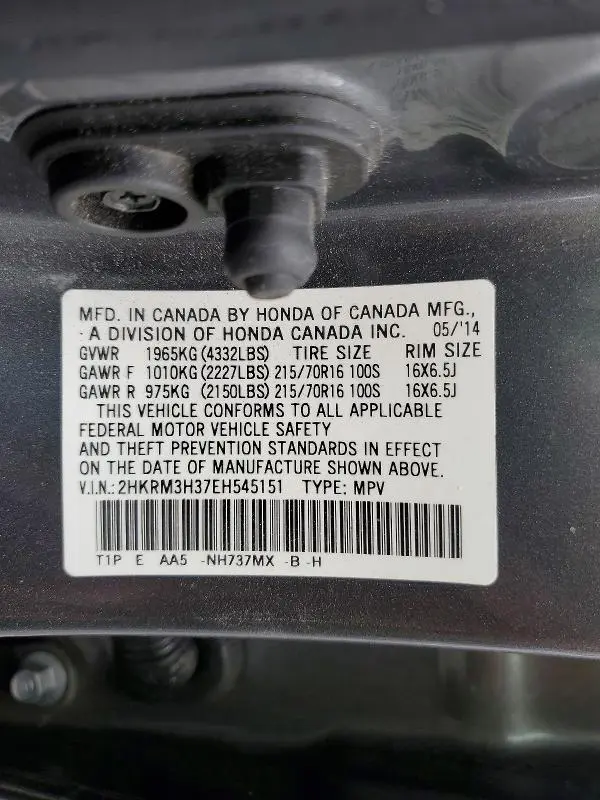 MFD. IN CANADA BY HONDA OF CANADA MFG.,
A DIVISION OF HONDA CANADA INC. 05/'14
GVWR 1965KG(4332LBS) TIRE SIZE RIM SIZE
GAWR F 1010KG(2227LBS) 215/70R16 100S 16X6.5J
GAWR R 975KG (2150LBS) 215/70R16 100S 16X6.5J
THIS VEHICLE CONFORMS TO ALL APPLICABLE
FEDERAL MOTOR VEHICLE SAFETY
AND THEFT PREVENTION STANDARDS IN EFFECT
ON THE DATE OF MANUFACTURE SHOWN ABOVE.
V.I.N.: 2HKRM3H37EH545151 TYPE: MPV
T1P E AA5 -NH737MX -B -H